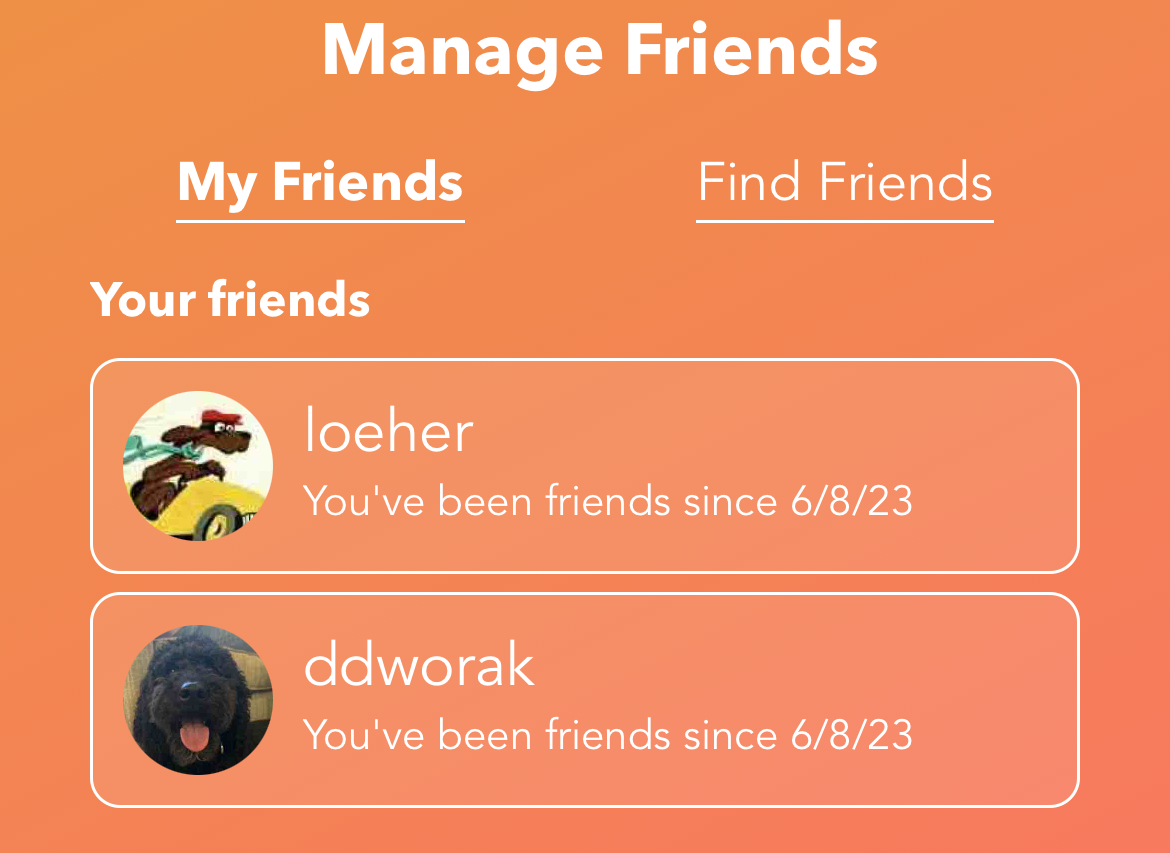 Manage Friends
My Friends
Find Friends
Your friends
loeher
You've been friends since 6/8/23
ddworak
You've been friends since 6/8/23